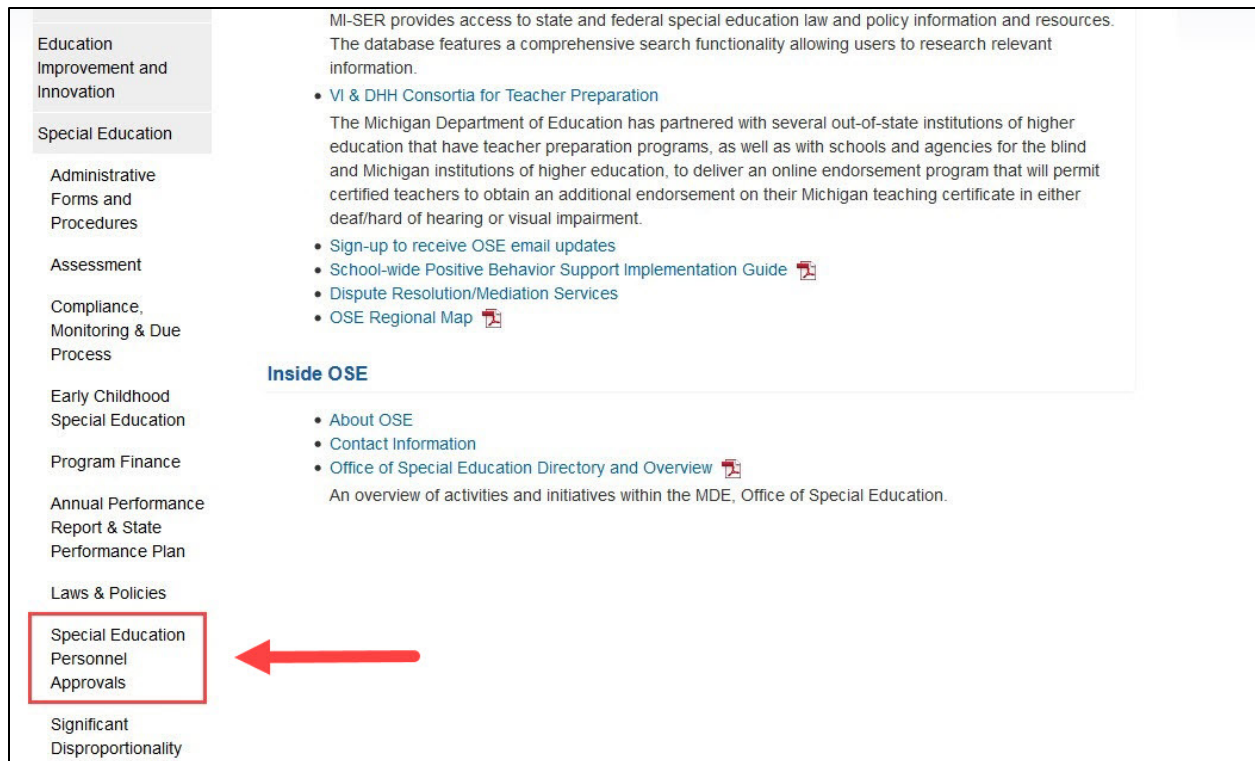 Education
Improvement and
Innovation
Special Education
Administrative
Forms and
Procedures
Assessment
Compliance,
Monitoring & Due
Process
Early Childhood
Special Education
Program Finance
Annual Performance
Report & State
Performance Plan
Laws & Policies
Special Education
Personnel
Approvals
Significant
Disproportionality
MI-SER provides access to state and federal special education law and policy information and resources.
The database features a comprehensive search functionality allowing users to research relevant
information.
• VI & DHH Consortia for Teacher Preparation
The Michigan Department of Education has partnered with several out-of-state institutions of higher
education that have teacher preparation programs, as well as with schools and agencies for the blind
and Michigan institutions of higher education, to deliver an online endorsement program that will permit
certified teachers to obtain an additional endorsement on their Michigan teaching certificate in either
deaf/hard of hearing or visual impairment.
• Sign-up to receive OSE email updates
• School-wide Positive Behavior Support Implementation Guide
• Dispute Resolution/Mediation Services
• OSE Regional Map
Inside OSE
• About OSE
• Contact Information
• Office of Special Education Directory and Overview
An overview of activities and initiatives within the MDE, Office of Special Education.